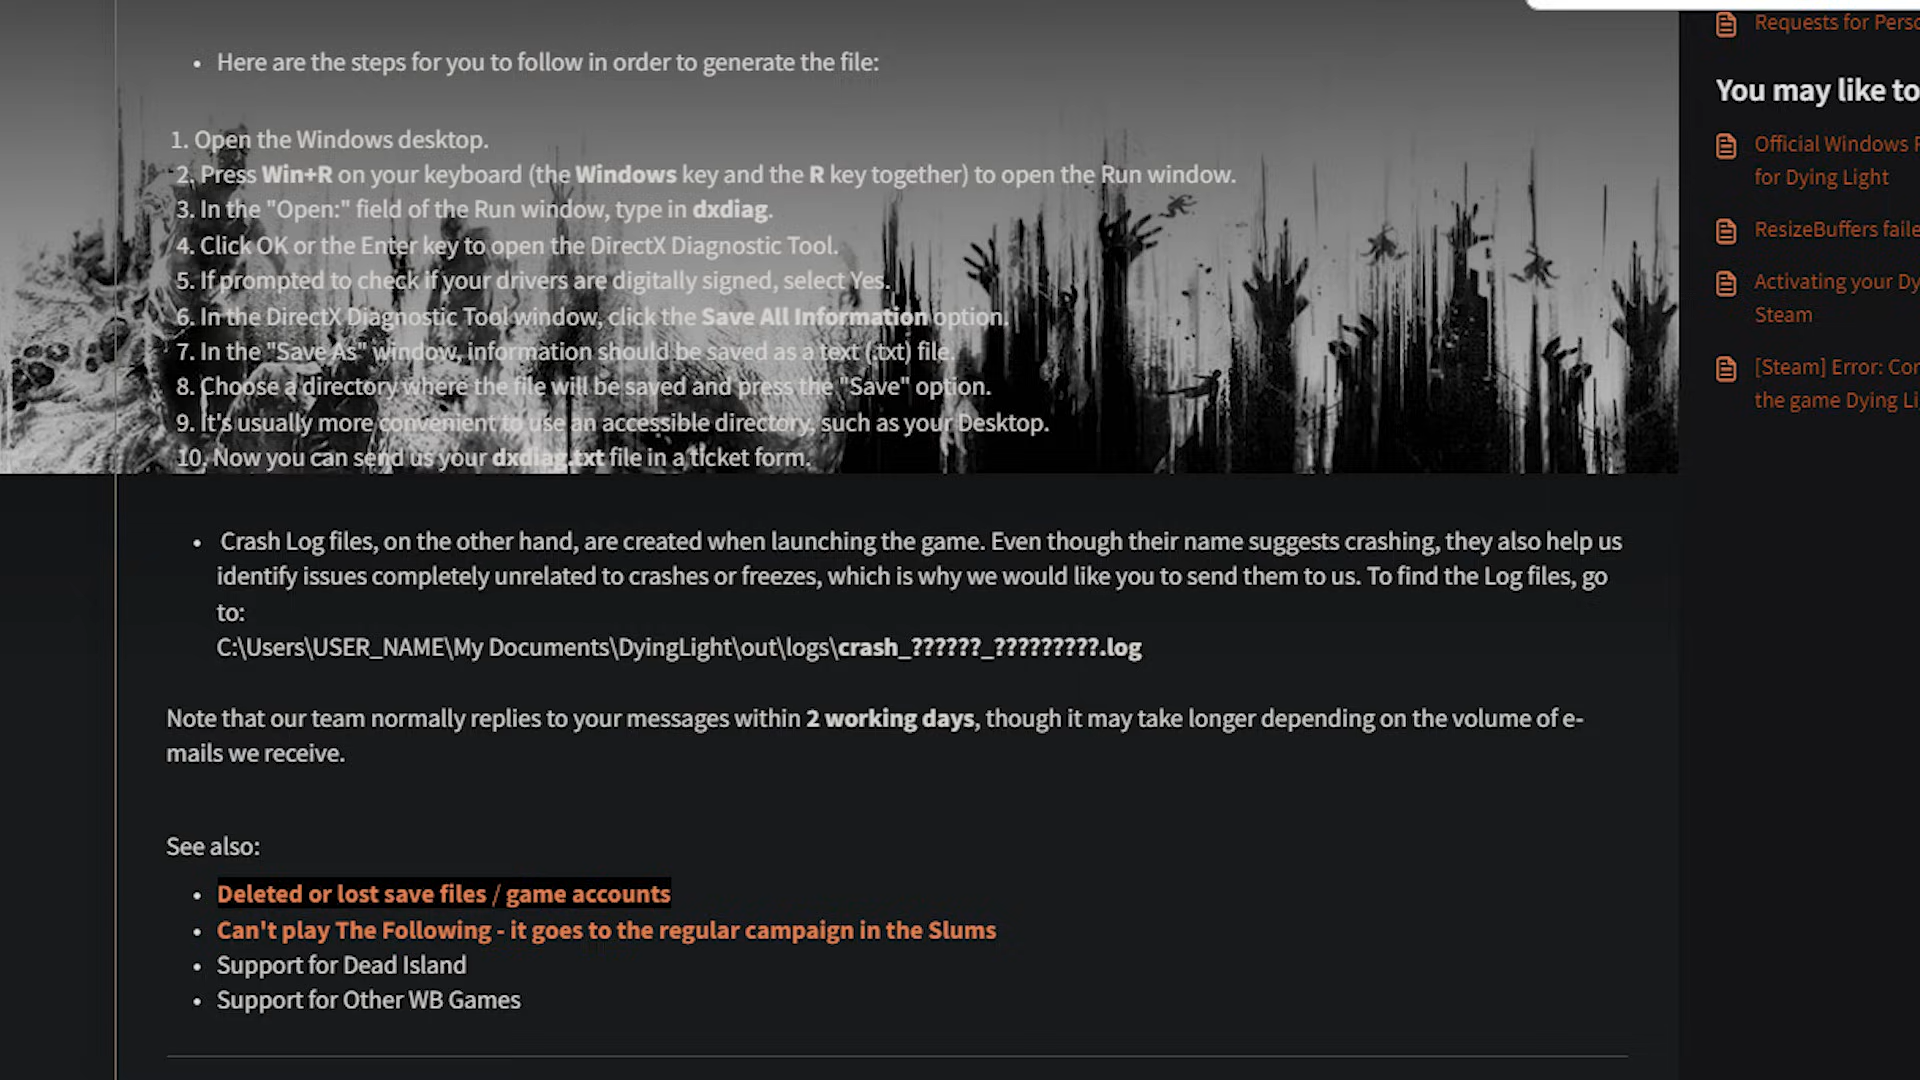 Here are the steps for you to follow in order to generate the file:
1. Open the Windows desktop.
2. Press Win+R on your keyboard (the Windows key and the R key together) to open the Run window.
3. In the "Open:" field of the Run window, type in dxdiag.
4. Click OK or the Enter key to open the DirectX Diagnostic Tool.
5. If prompted to check if your drivers are digitally signed, select Yes.
6. In the DirectX Diagnostic Tool window, click the Save All Information option.
7. In the "Save As" window, information should be saved as a text (.txt) file.
8. Choose a directory where the file will be saved and press the "Save" option.
9. It's usually more convenient to use an accessible directory, such as your Desktop.
10. Now you can send us your dxdiag.txt file in a ticket form.
Crash Log files, on the other hand, are created when launching the game. Even though their name suggests crashing, they also help us
identify issues completely unrelated to crashes or freezes, which is why we would like you to send them to us. To find the Log files, go
to:
C:\Users\USER_NAME\My Documents\DyingLight\out\logs\crash_??????_?????????.log
Note that our team normally replies to your messages within 2 working days, though it may take longer depending on the volume of e-
mails we receive.
See also:
Deleted or lost save files / game accounts
Can't play The Following - it goes to the regular campaign in the Slums
Support for Dead Island
Support for Other WB Games
Requests for
You may like to
Official Windows
for Dying Light
ResizeBuffers
Activating your
Steam
[Steam] Error:
the game Dying